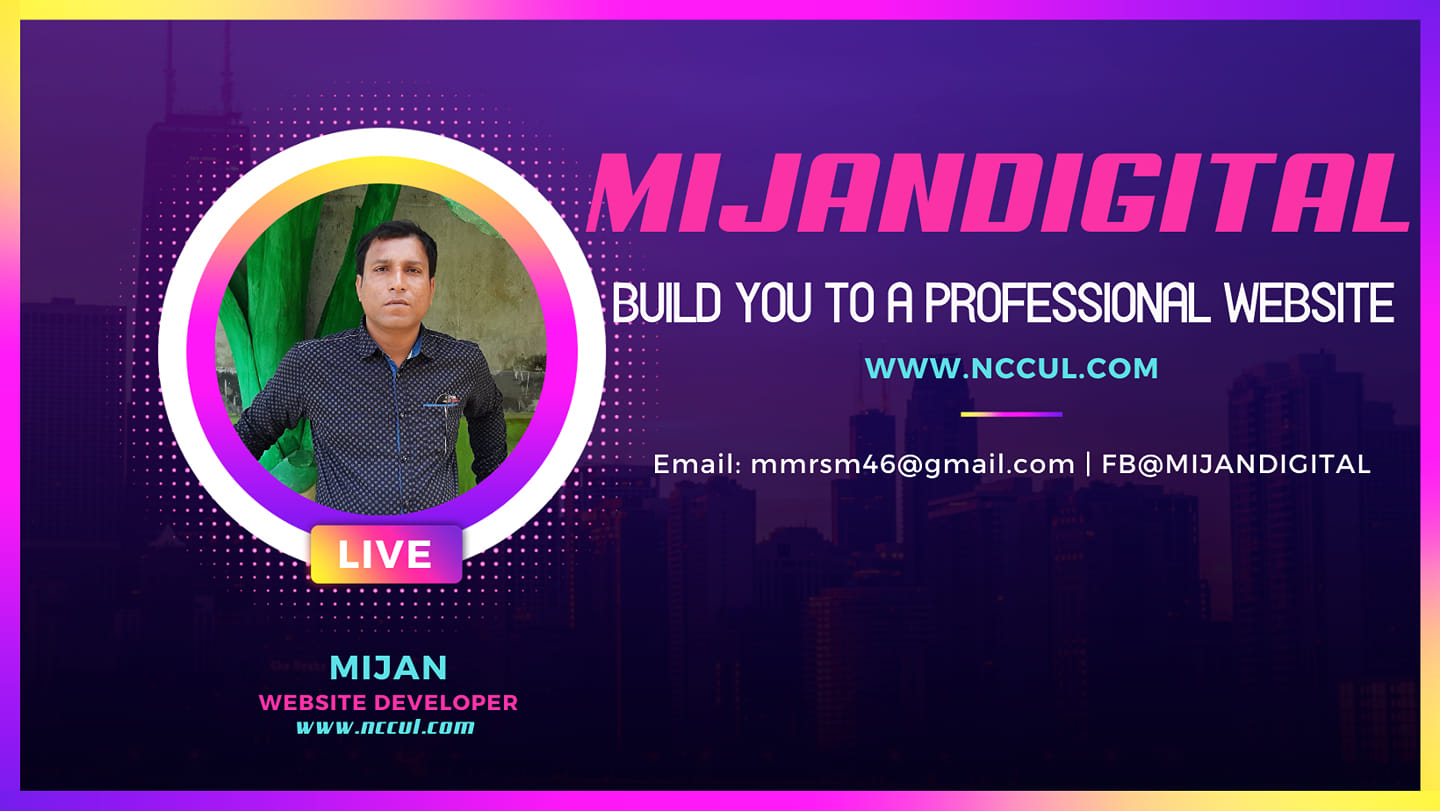 MIJANDIGITAL
BUILD YOU TO A PROFESSIONAL WEBSITE
WWW.NCCUL.COM
Email: mmrsm46@gmail.com | FB@MIJANDIGITAL
LIVE
MIJAN
WEBSITE DEVELOPER
www.nccul.com